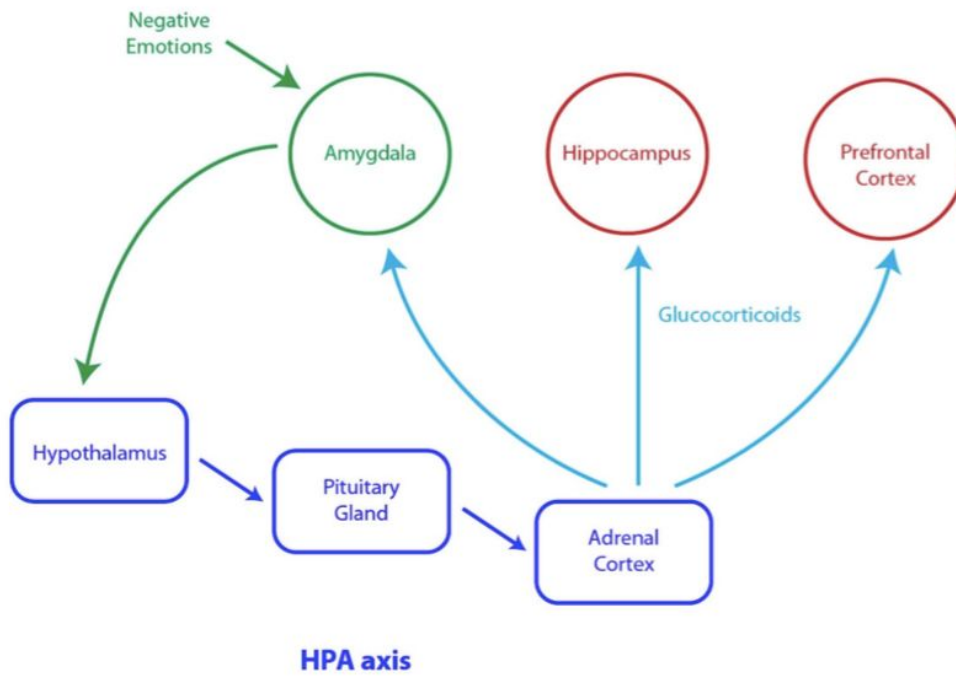 Negative
Emotions
Amygdala
Hippocampus
Prefrontal
Cortex
Glucocorticoids
Hypothalamus
Pituitary
Gland
Adrenal
Cortex
HPA axis